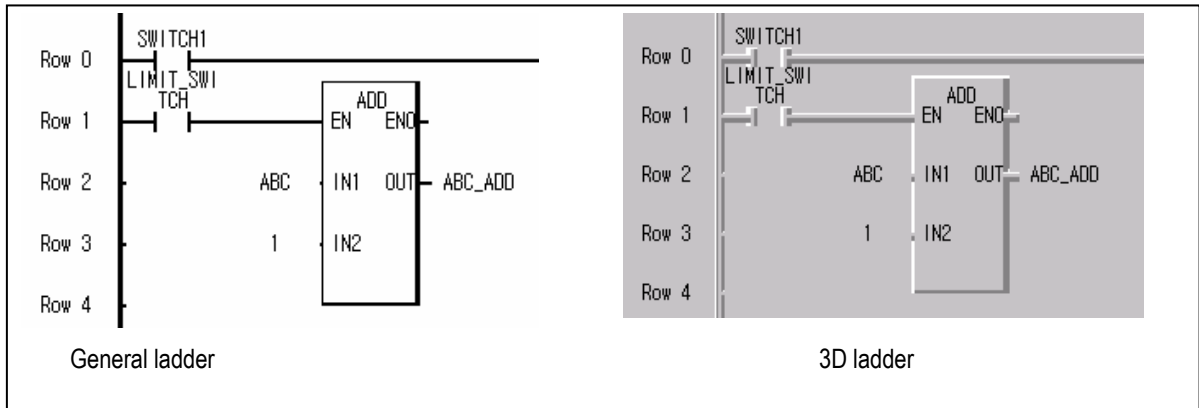 SWITCH1
Row 0
LIMIT_SWI
TCH
ADD
Row 1 EN ENO
Row 2 ABC IN1 OUT ABC_ADD
Row 3 1 IN2
Row 4
General ladder
SWITCH1
Row 0
LIMIT_SWI
TCH
ADD
Row 1 EN ENO
Row 2 ABC IN1 OUT ABC_ADD
Row 3 1 IN2
Row 4
3D ladder